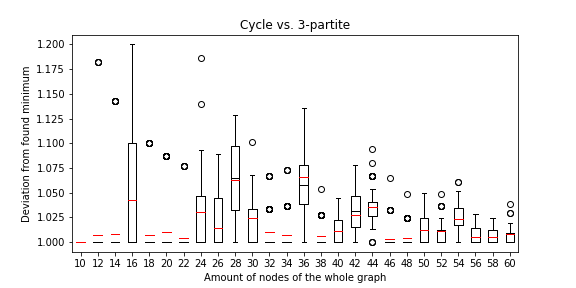 Cycle vs. 3-partite
Deviation from found minimum
1.200
1.175
1.150
1.125
1.100
1.075
1.050
1.025
1.000
10 12 14 16 18 20 22 24 26 28 30 32 34 36 38 40 42 44 46 48 50 52 54 56 58 60
Amount of nodes of the whole graph